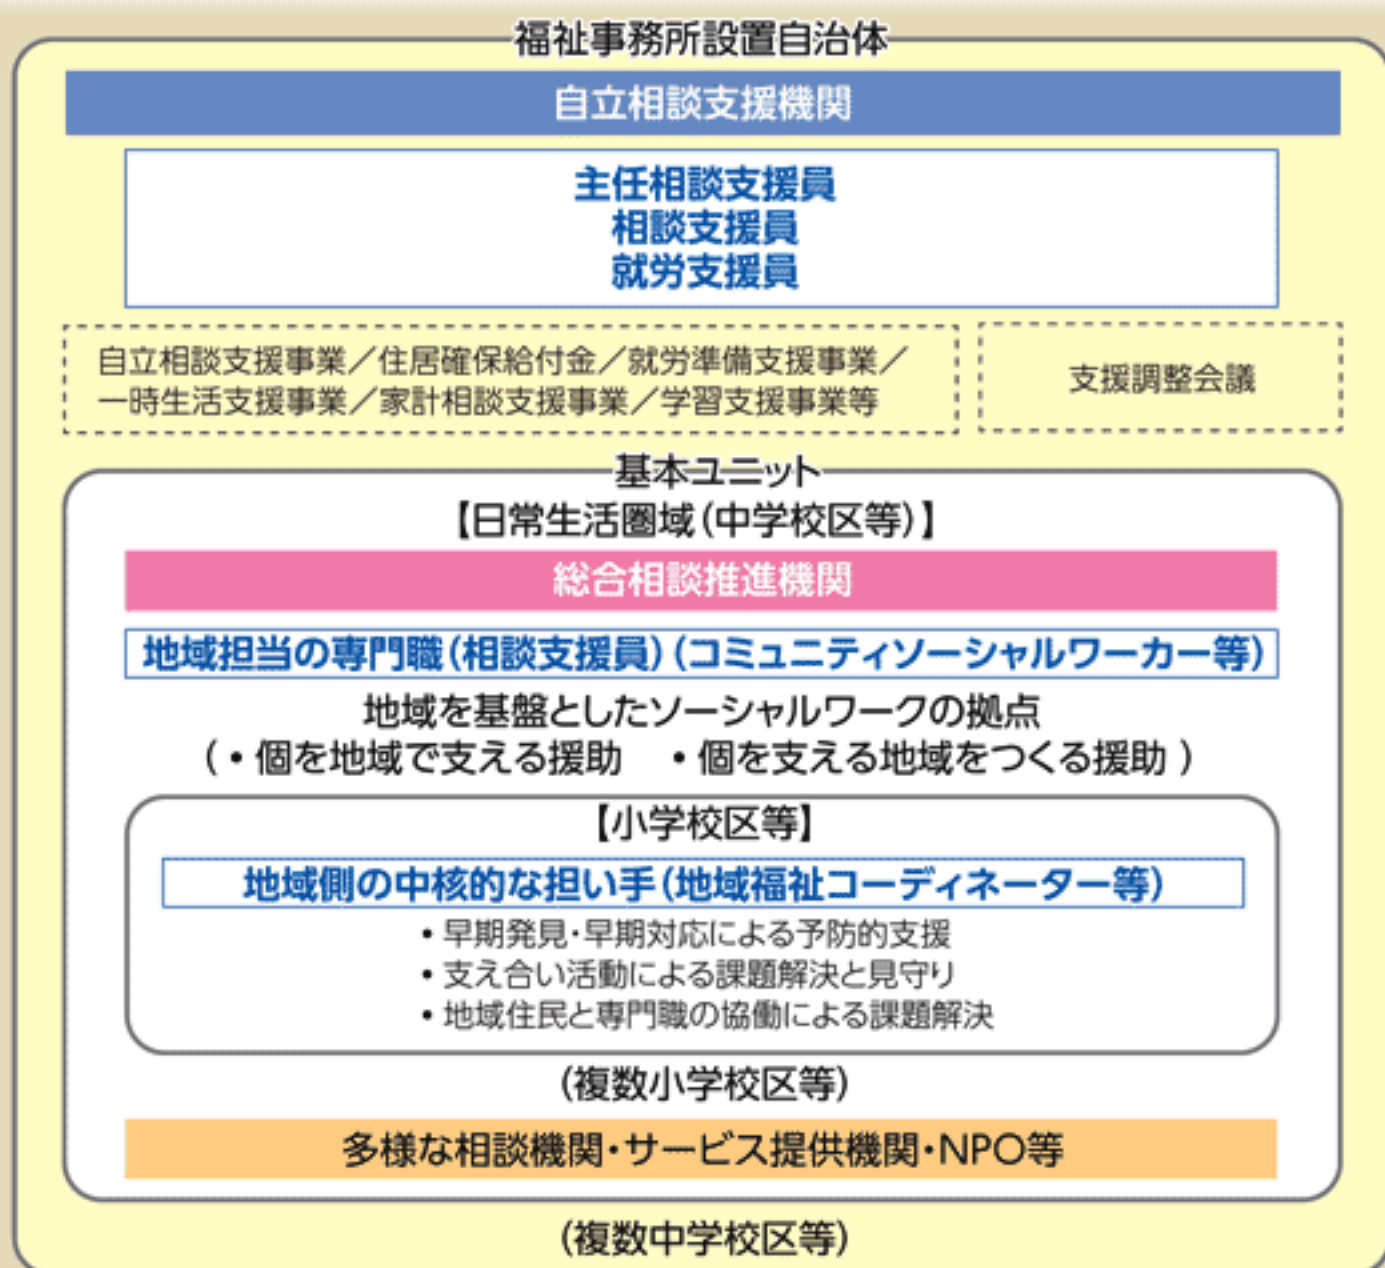 福祉事務所設置自治体
自立相談支援機関
主任相談支援員
相談支援員
就労支援員
自立相談支援事業／住居確保給付金／就労準備支援事業／
一時生活支援事業／家計相談支援事業／学習支援事業等
支援調整会議
基本ユニット
【日常生活圏域（中学校区等）】
総合相談推進機関
地域担当の専門職（相談支援員）（コミュニティソーシャルワーカー等）
地域を基盤としたソーシャルワークの拠点
（・個を地域で支える援助　・個を支える地域をつくる援助）
【小学校区等】
地域側の中核的な担い手（地域福祉コーディネーター等）
・早期発見・早期対応による予防的支援
・支え合い活動による課題解決と見守り
・地域住民と専門職の協働による課題解決
（複数小学校区等）
多様な相談機関・サービス提供機関・NPO等
（複数中学校区等）